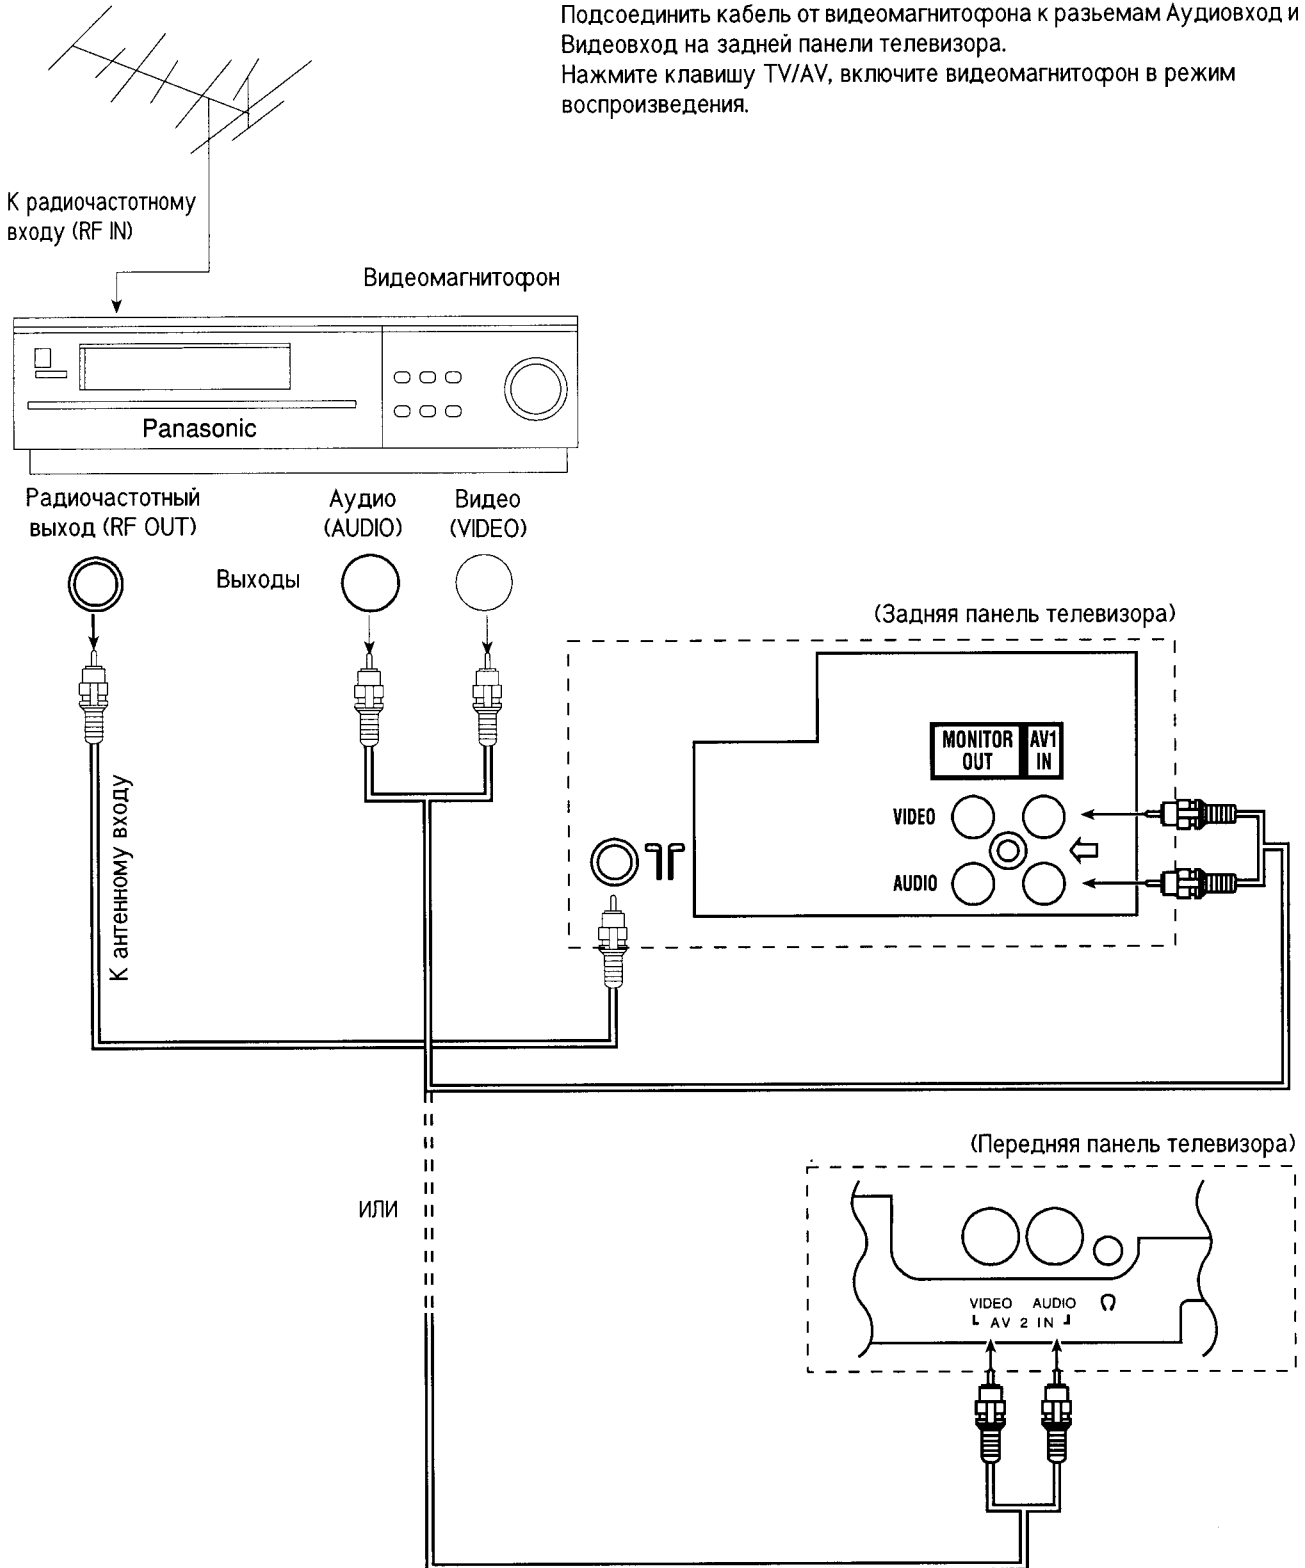 Подсоединить кабель от видеомагнитофона к разьемам Аудиовход и
Видеовход на задней панели телевизора.
Нажмите клавишу TV/AV, включите видеомагнитофон в режим
воспроизведения.
К радиочастотному
входу (RF IN)
Видеомагнитофон
Panasonic
Радиочастотный
выход (RF OUT)
Аудио
(AUDIO)
Видео
(VIDEO)
Выходы
(Задняя панель телевизора)
MONITOR
OUT
AV1
IN
VIDEO
AUDIO
К антенному входу
(Передняя панель телевизора)
ИЛИ
VIDEO AUDIO
AV 2 IN